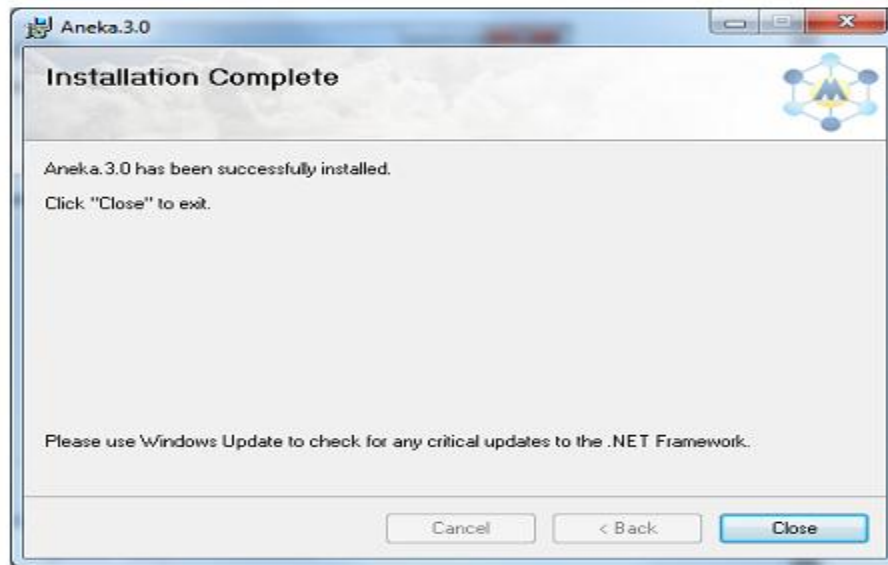 Aneka.3.0
Installation Complete
Aneka.3.0 has been successfully installed.
Click "Close" to exit.
Please use Windows Update to check for any critical updates to the .NET Framework.
Cancel
< Back
Close